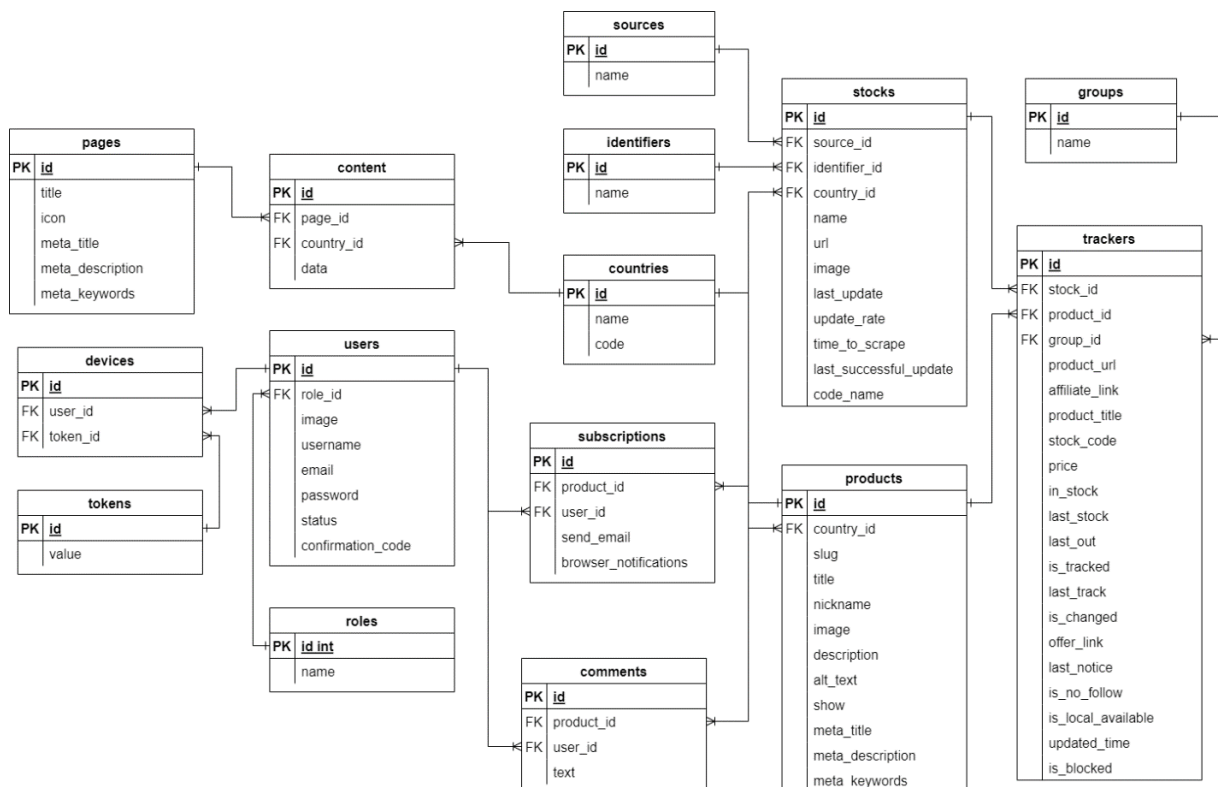 sources
PK id
name
identifiers
PK id
name
stocks
PK id
FK source_id
FK identifier_id
FK country_id
name
url
image
last_update
update_rate
time_to_scrape
last_successful_update
code_name
groups
PK id
name
pages
PK id
title
icon
meta_title
meta_description
meta_keywords
content
PK id
FK page_id
FK country_id
data
countries
PK id
name
code
trackers
PK id
FK stock_id
FK product_id
FK group_id
product_url
affiliate_link
product_title
stock_code
price
in_stock
last_stock
last_out
is_tracked
last_track
is_changed
offer_link
last_notice
is_no_follow
is_local_available
updated_time
is_blocked
devices
PK id
FK user_id
FK token_id
users
PK id
FK role_id
image
username
email
password
status
confirmation_code
tokens
PK id
value
subscriptions
PK id
FK product_id
FK user_id
send_email
browser_notifications
products
PK id
FK country_id
slug
title
nickname
image
description
alt_text
show
meta_title
meta_description
meta_keywords
roles
PK id int
name
comments
PK id
FK product_id
FK user_id
text